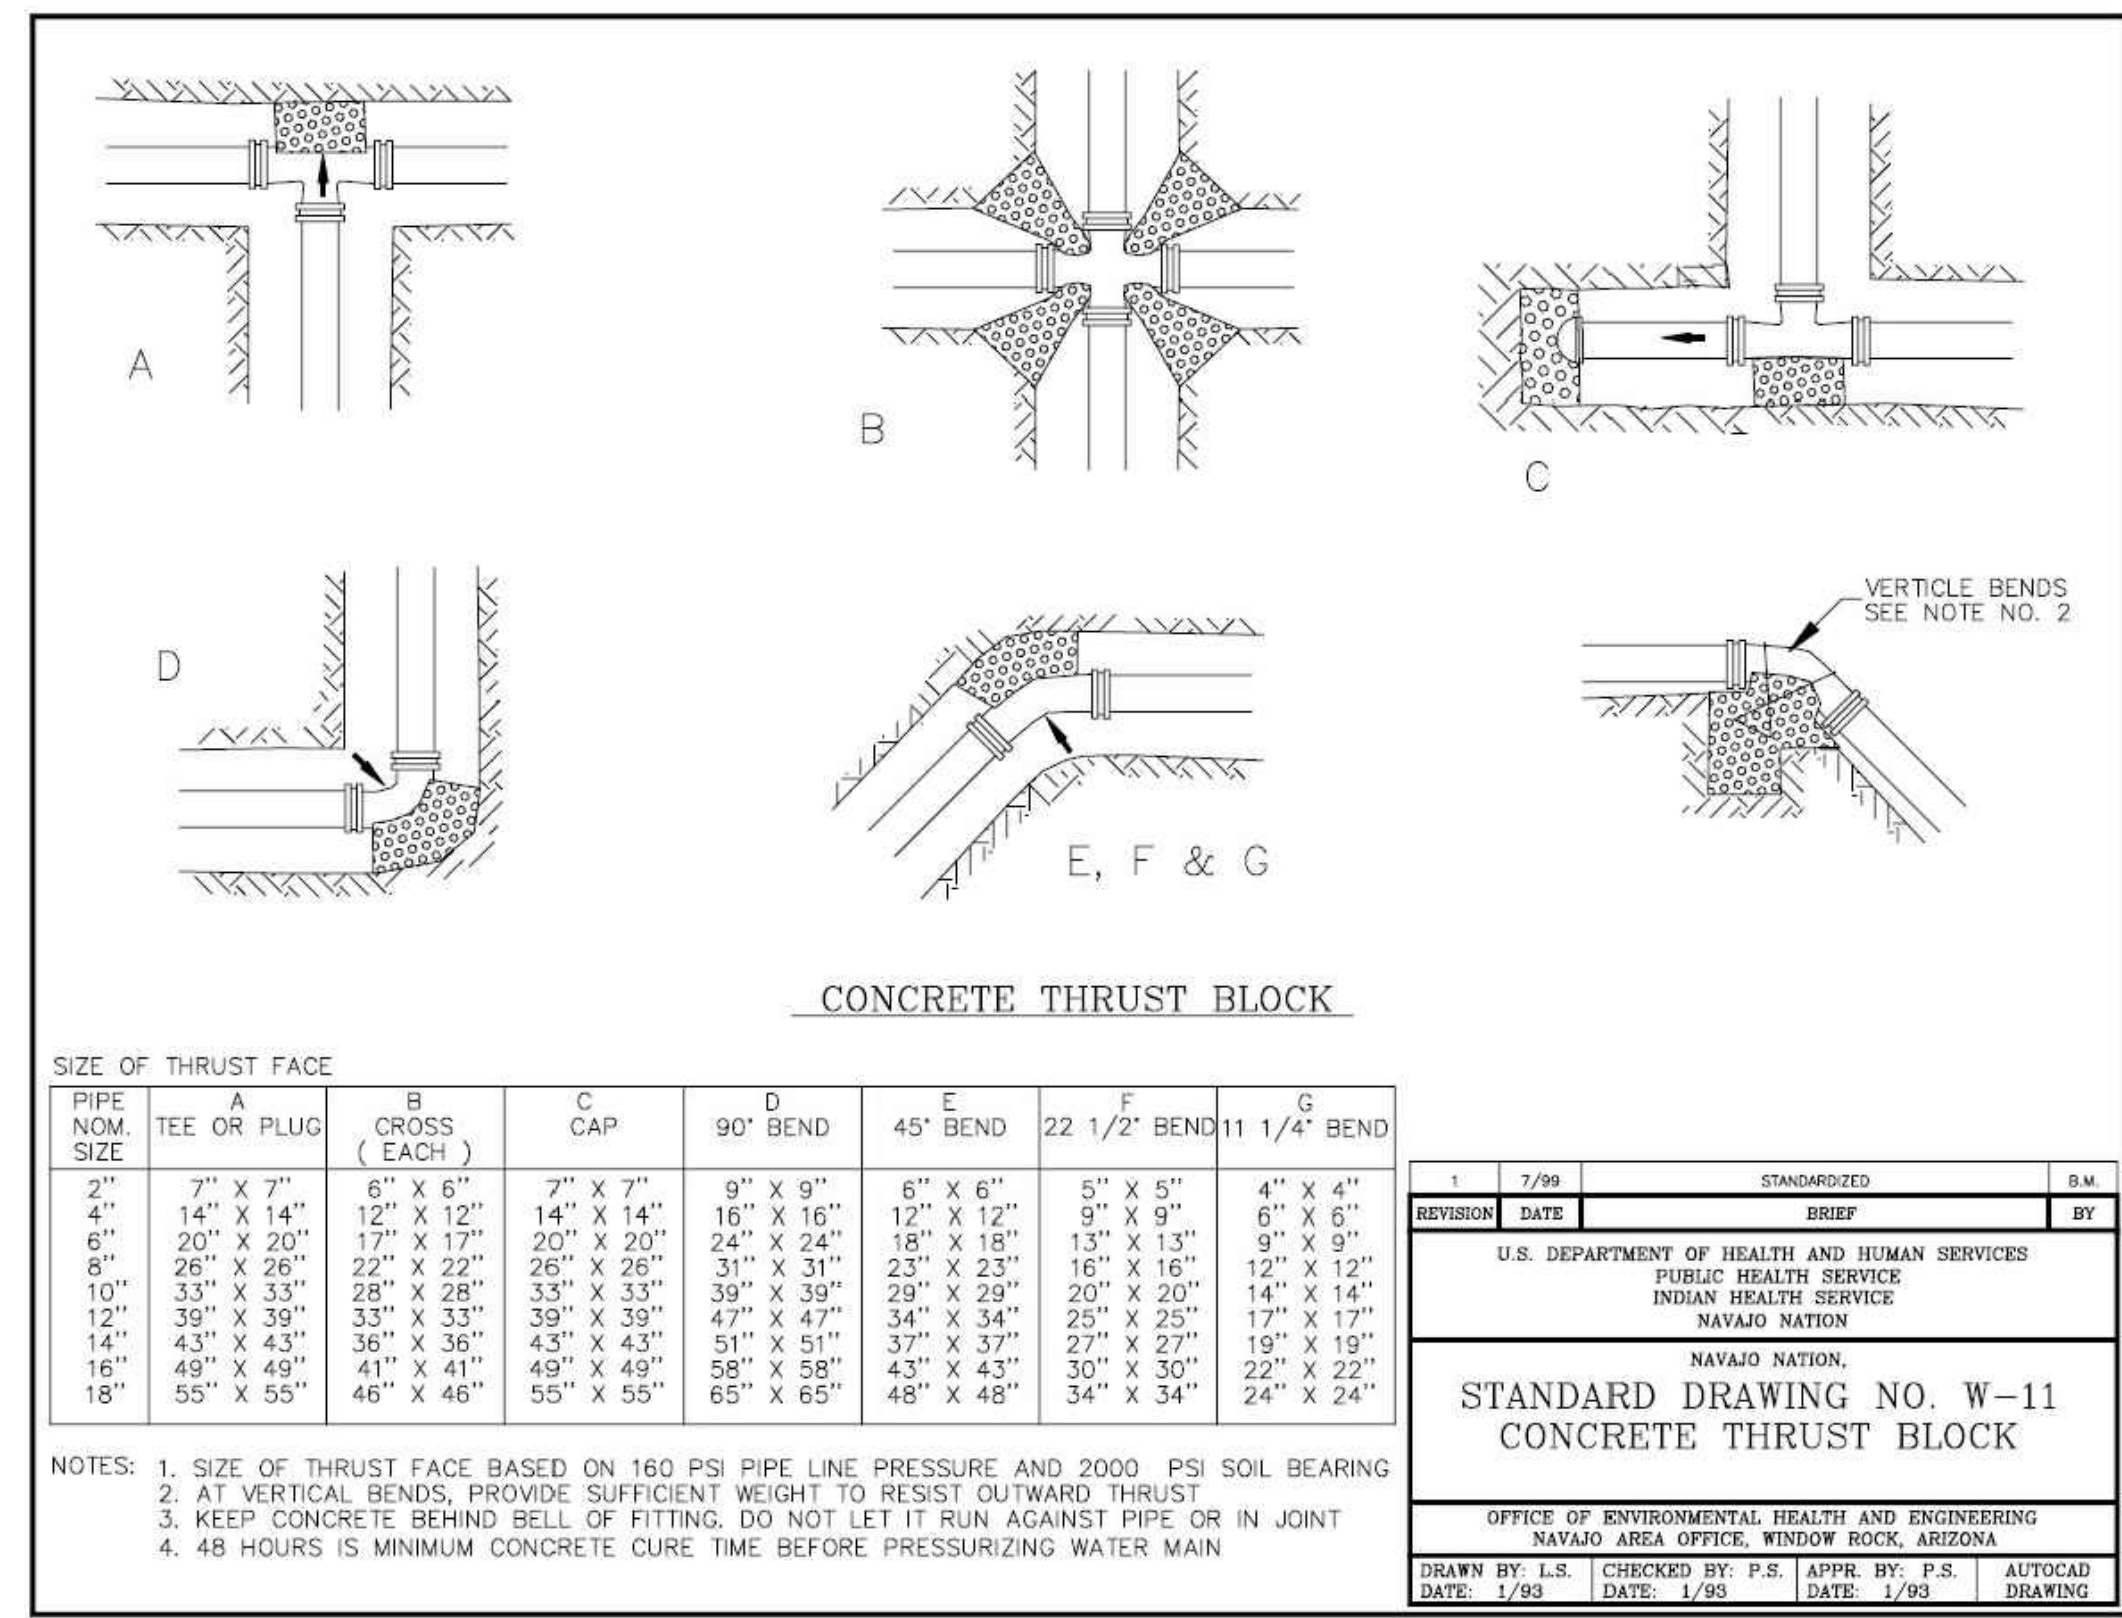 A
B
C
D
E, F & G
VERTICLE BENDS
SEE NOTE NO. 2
CONCRETE THRUST BLOCK
SIZE OF THRUST FACE
PIPE NOM. SIZE | A TEE OR PLUG | B CROSS ( EACH ) | C CAP | D 90° BEND | E 45° BEND | F 22 1/2° BEND | G 11 1/4° BEND
2" 7" X 7" 6" X 6" 7" X 7" 9" X 9" 6" X 6" 5" X 5" 4" X 4"
4" 14" X 14" 12" X 12" 14" X 14" 16" X 16" 12" X 12" 9" X 9" 6" X 6"
6" 20" X 20" 17" X 17" 20" X 20" 24" X 24" 18" X 18" 13" X 13" 9" X 9"
8" 26" X 26" 22" X 22" 26" X 26" 31" X 31" 23" X 23" 16" X 16" 12" X 12"
10" 33" X 33" 28" X 28" 33" X 33" 39" X 39" 29" X 29" 20" X 20" 14" X 14"
12" 39" X 39" 33" X 33" 39" X 39" 47" X 47" 34" X 34" 25" X 25" 17" X 17"
14" 43" X 43" 36" X 36" 43" X 43" 51" X 51" 37" X 37" 27" X 27" 19" X 19"
16" 49" X 49" 41" X 41" 49" X 49" 58" X 58" 43" X 43" 30" X 30" 22" X 22"
18" 55" X 55" 46" X 46" 55" X 55" 65" X 65" 48" X 48" 34" X 34" 24" X 24"
NOTES: 1. SIZE OF THRUST FACE BASED ON 160 PSI PIPE LINE PRESSURE AND 2000 PSI SOIL BEARING
2. AT VERTICAL BENDS, PROVIDE SUFFICIENT WEIGHT TO RESIST OUTWARD THRUST
3. KEEP CONCRETE BEHIND BELL OF FITTING. DO NOT LET IT RUN AGAINST PIPE OR IN JOINT
4. 48 HOURS IS MINIMUM CONCRETE CURE TIME BEFORE PRESSURIZING WATER MAIN
1 7/99 STANDARDIZED B.M.
REVISION DATE BRIEF BY
U.S. DEPARTMENT OF HEALTH AND HUMAN SERVICES
PUBLIC HEALTH SERVICE
INDIAN HEALTH SERVICE
NAVAJO NATION
NAVAJO NATION,
STANDARD DRAWING NO. W-11
CONCRETE THRUST BLOCK
OFFICE OF ENVIRONMENTAL HEALTH AND ENGINEERING
NAVAJO AREA OFFICE, WINDOW ROCK, ARIZONA
DRAWN BY: L.S. CHECKED BY: P.S. APPR. BY: P.S. AUTOCAD
DATE: 1/93 DATE: 1/93 DATE: 1/93 DRAWING